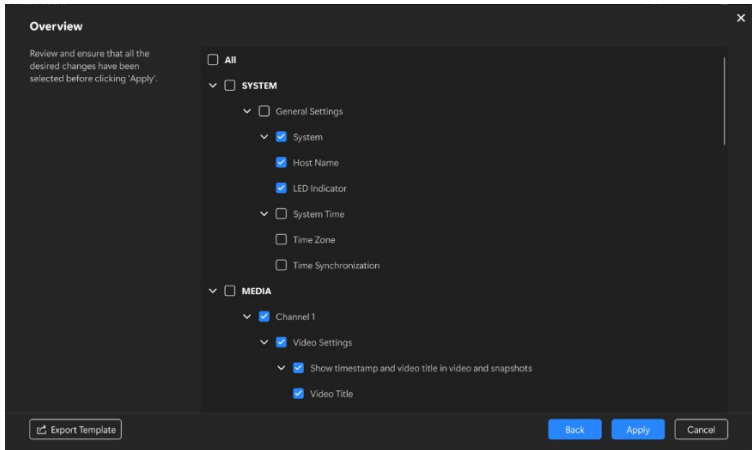 Overview
Review and ensure that all the
desired changes have been
selected before clicking 'Apply'.
All
SYSTEM
General Settings
System
Host Name
LED Indicator
System Time
Time Zone
Time Synchronization
MEDIA
Channel 1
Video Settings
Show timestamp and video title in video and snapshots
Video Title
Export Template
Back
Apply
Cancel